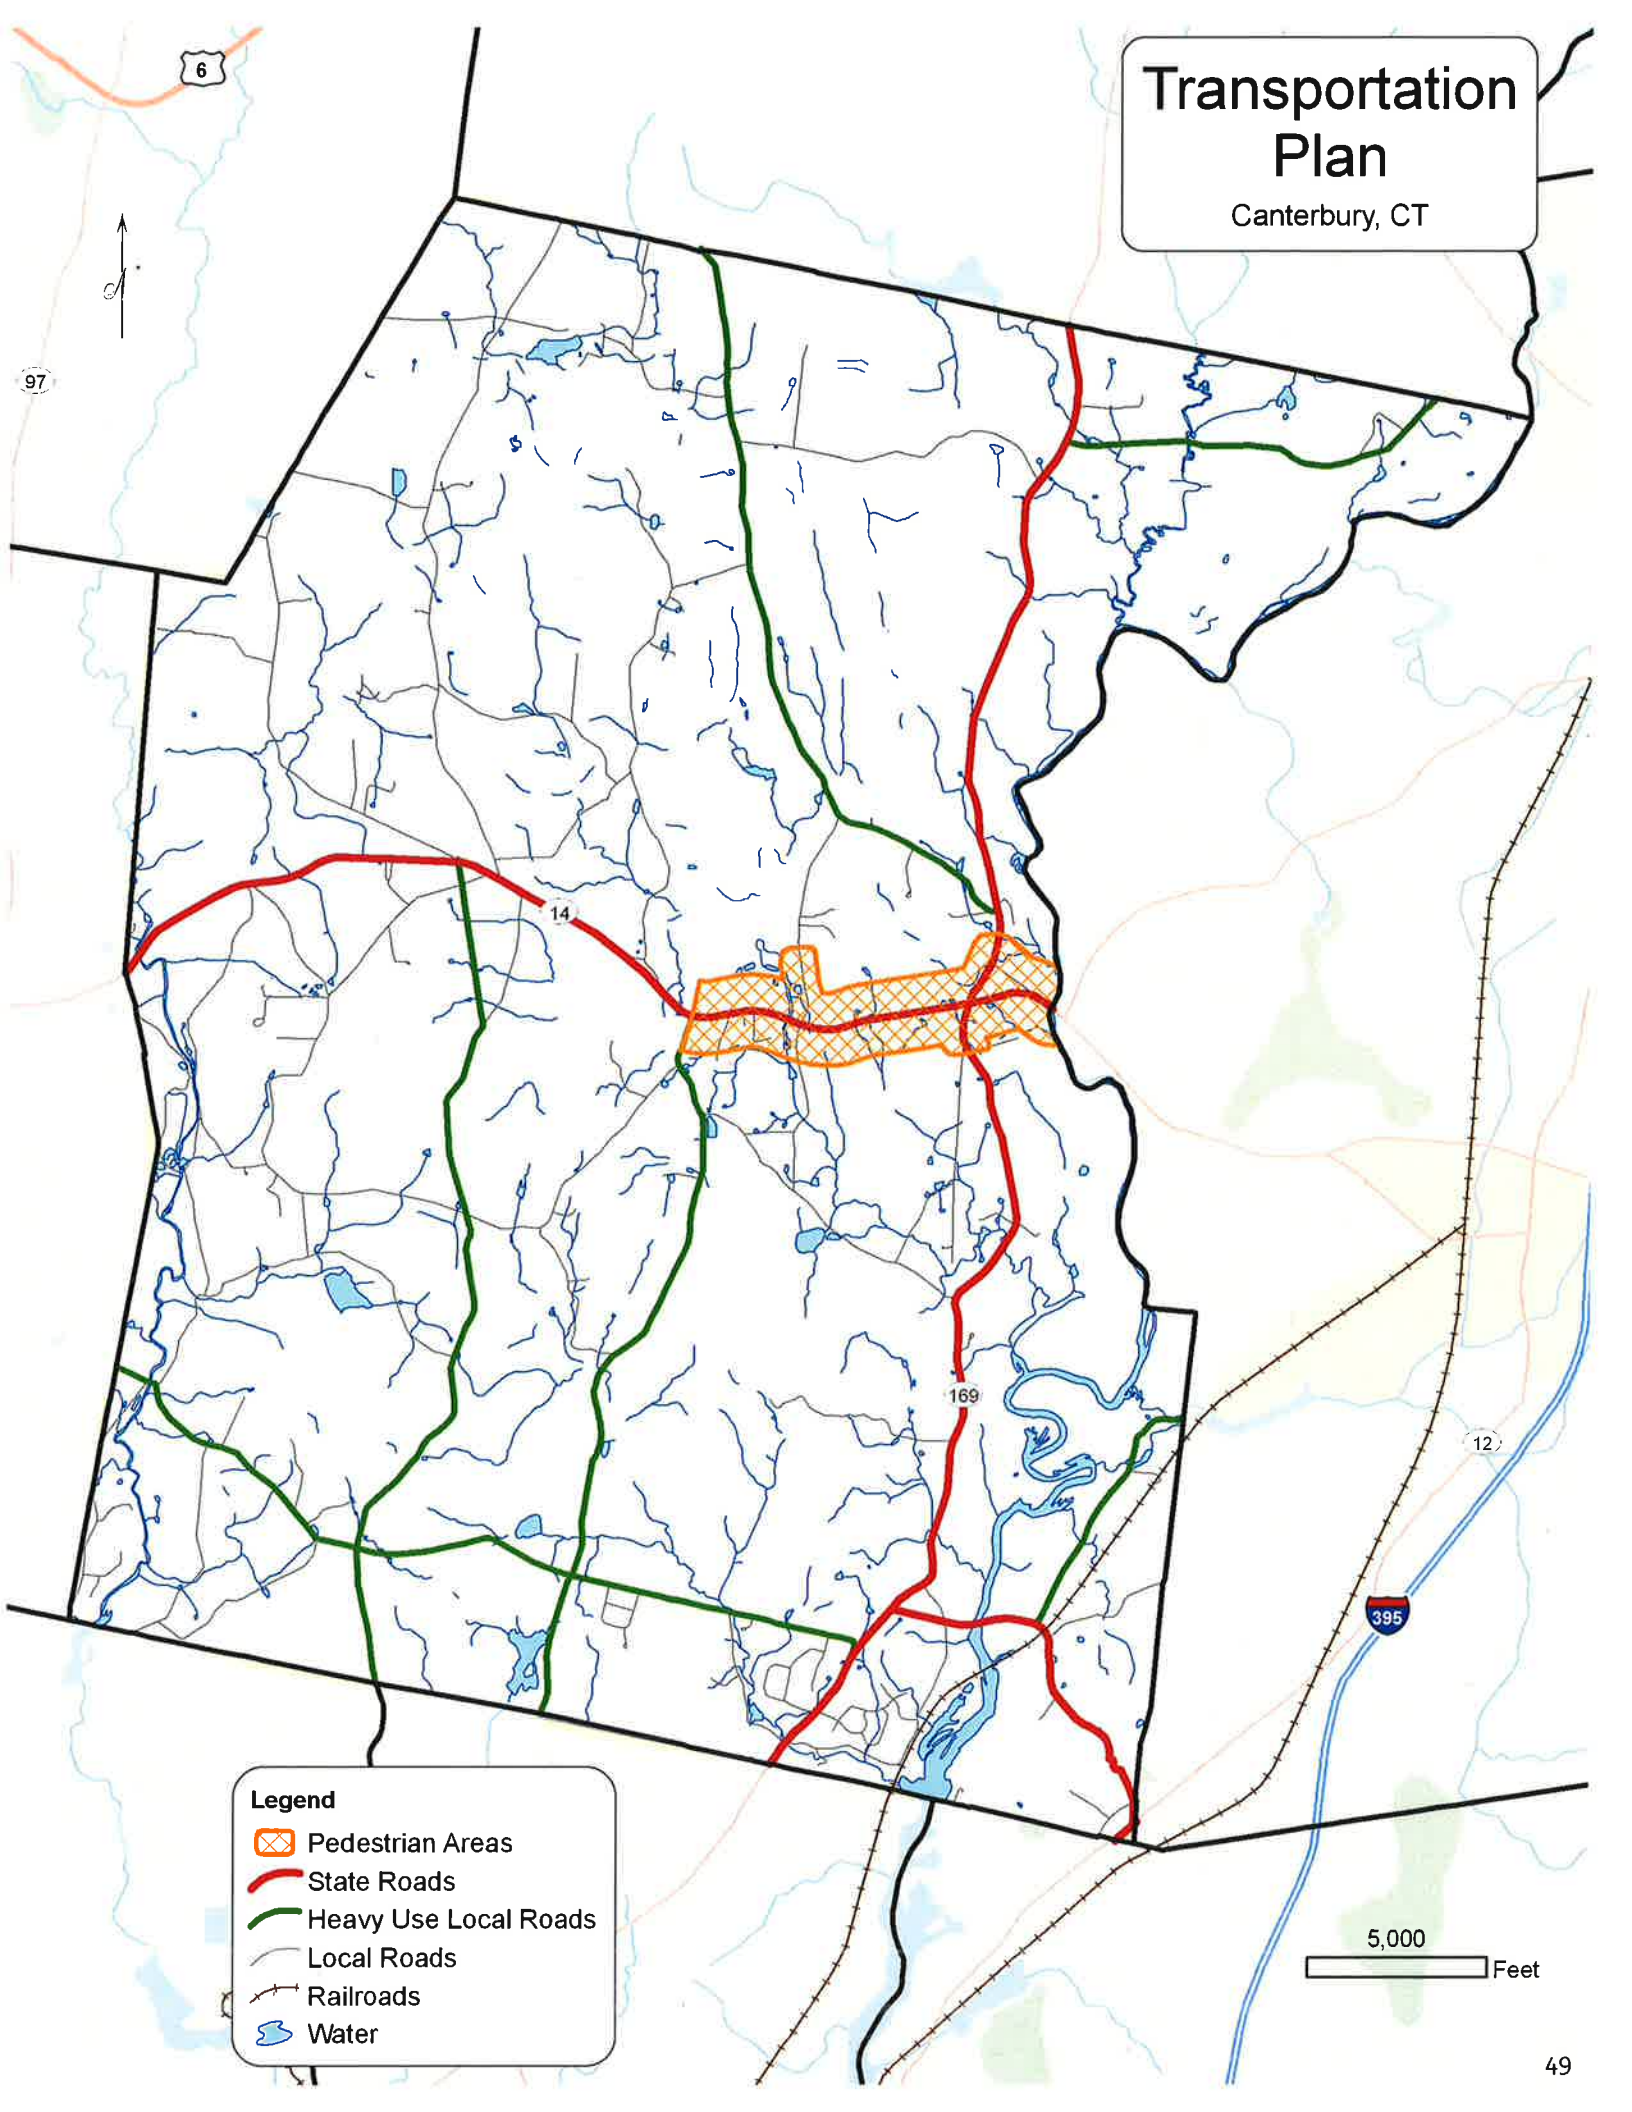 6
Transportation
Plan
Canterbury, CT
97
14
169
12
395
Legend
Pedestrian Areas
State Roads
Heavy Use Local Roads
Local Roads
Railroads
Water
5,000
Feet
49